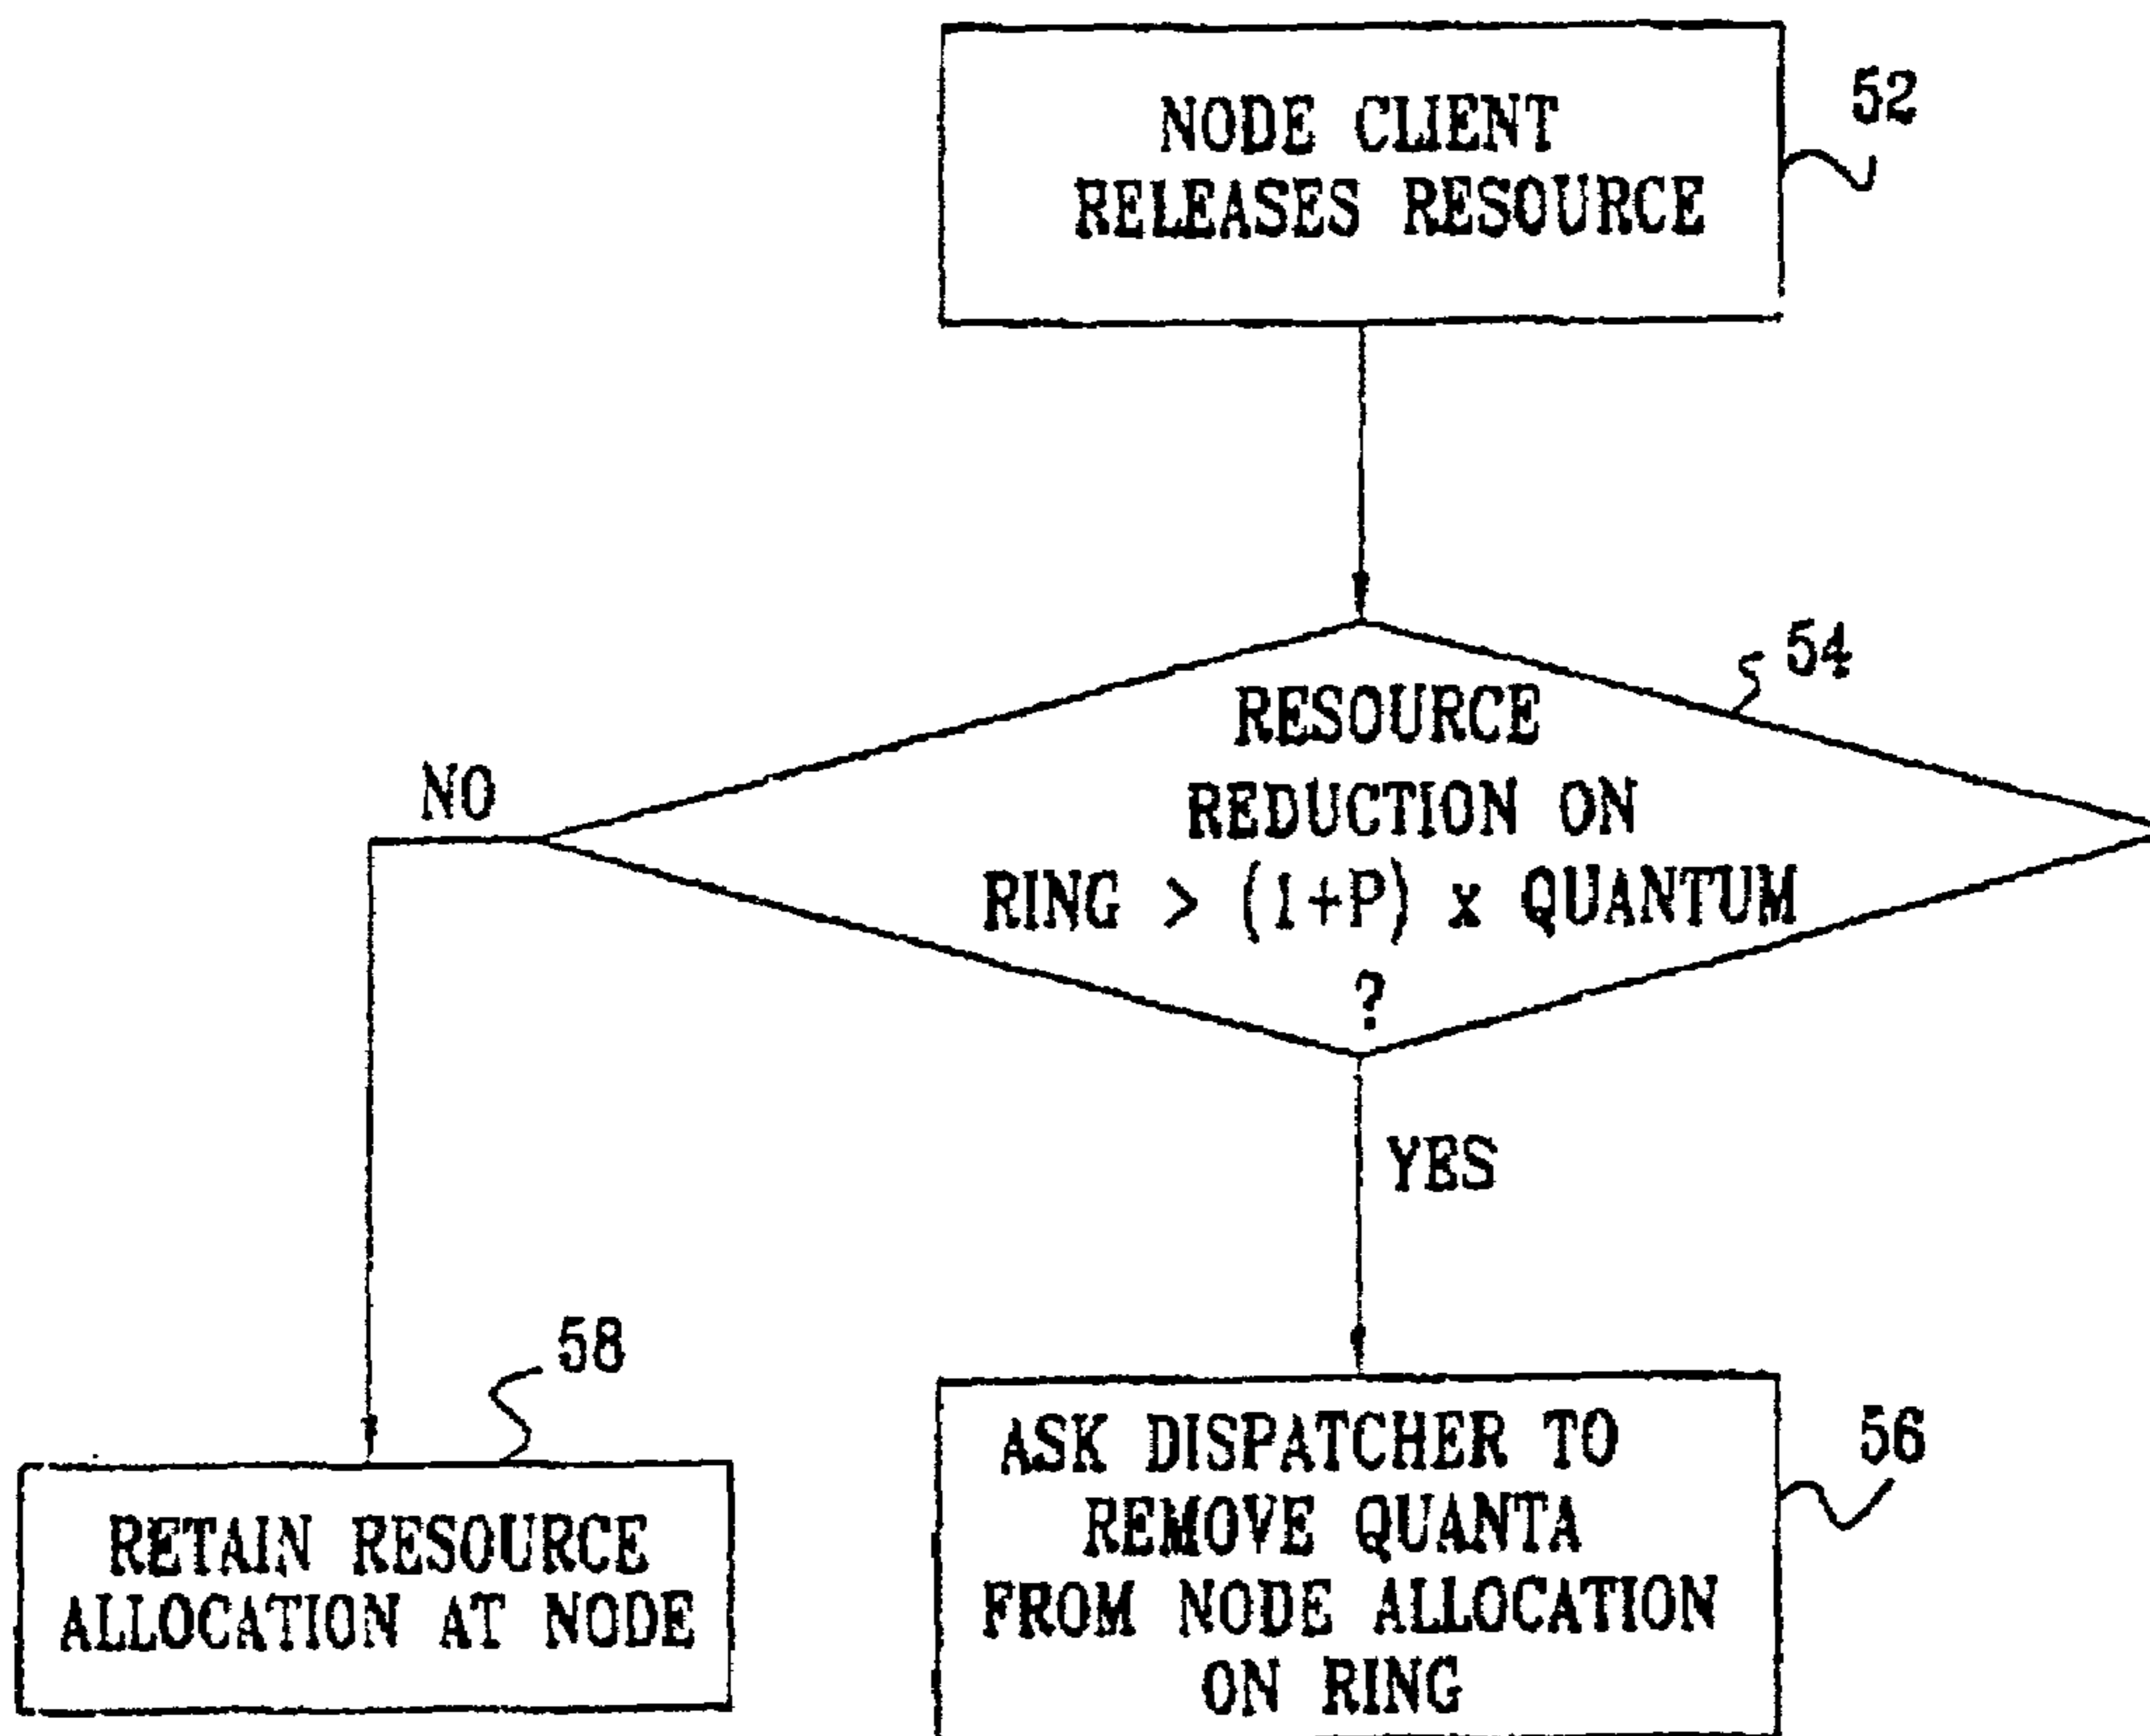 NODE CLIENT
RELEASES RESOURCE
52
54
RESOURCE
REDUCTION ON
RING > (1+P) x QUANTUM
?
NO
YES
58
RETAIN RESOURCE
ALLOCATION AT NODE
ASK DISPATCHER TO
REMOVE QUANTA
FROM NODE ALLOCATION
ON RING
56